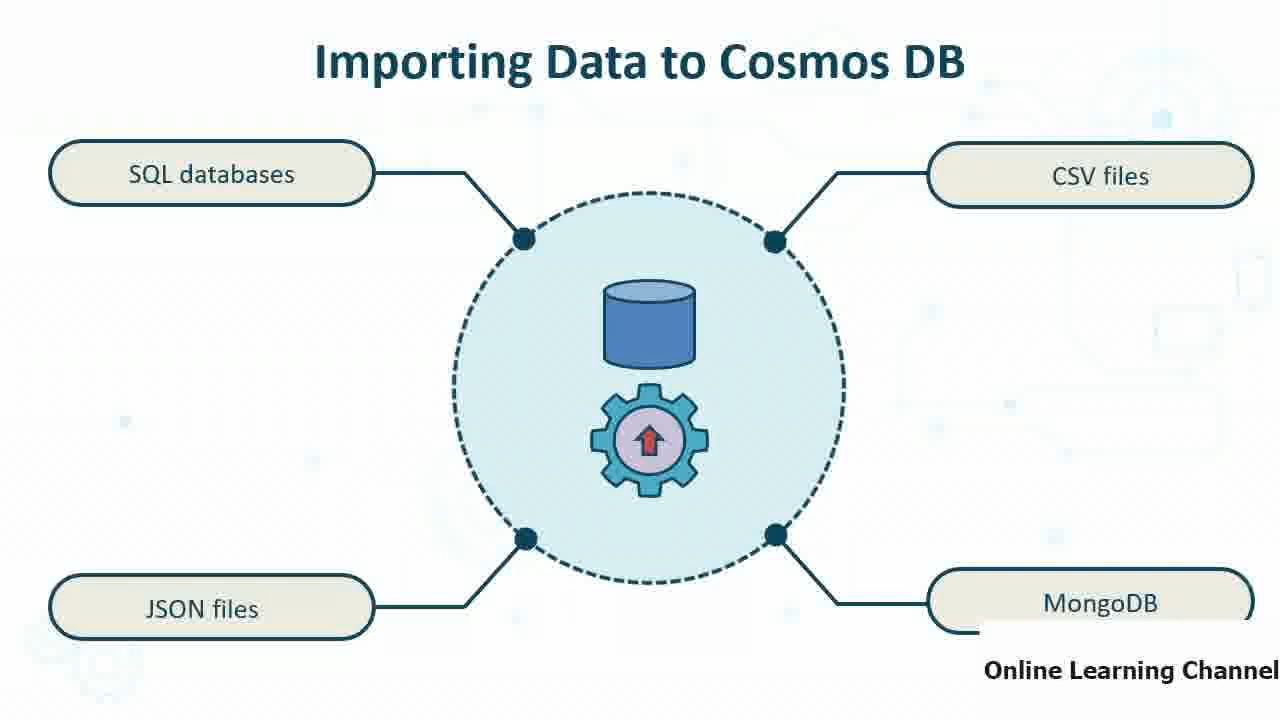 Importing Data to Cosmos DB
SQL databases
CSV files
JSON files
MongoDB
Online Learning Channel